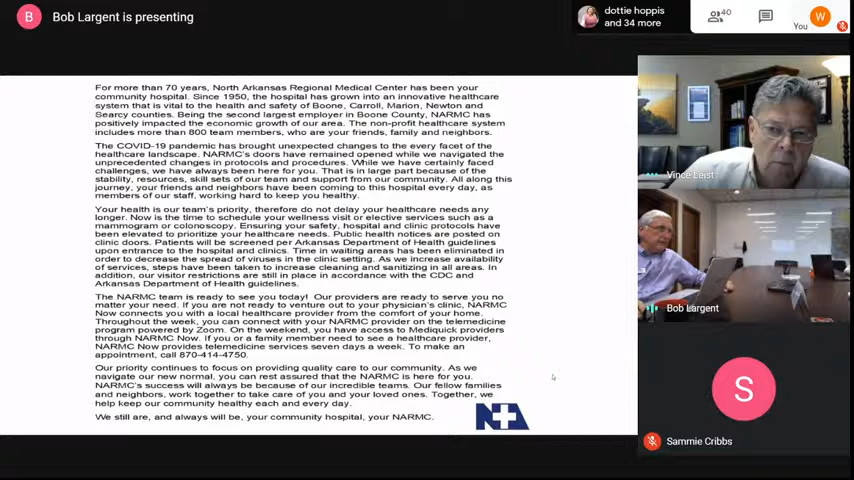 B
Bob Largent is presenting
dottie hoppis
and 34 more
40
You
W
For more than 70 years, North Arkansas Regional Medical Center has been your
community hospital. Since 1950, the hospital has grown into an innovative healthcare
system that is vital to the health and safety of Boone, Carroll, Marion, Newton and
Searcy counties. Being the second largest employer in Boone County, NARMC has
positively impacted the economic growth of our area. The non-profit healthcare system
includes more than 800 team members, who are your friends, family and neighbors.
The COVID-19 pandemic has brought unexpected changes to the every facet of the
healthcare landscape. NARMC's doors have remained opened while we navigated the
unprecedented changes in protocols and procedures. While we have certainly faced
challenges, we have always been here for you. That is in large part because of the
stability, resources, skill sets of our team and support from our community. All along this
journey, your friends and neighbors have been coming to this hospital every day, as
members of our staff, working hard to keep you healthy.
Your health is our team's priority, therefore do not delay your healthcare needs any
longer. Now is the time to schedule your wellness visit or elective services such as a
mammogram or colonoscopy. Ensuring your safety, hospital and clinic protocols have
been elevated to prioritize your healthcare needs. Public health notices are posted on
clinic doors. Patients will be screened per Arkansas Department of Health guidelines
upon entrance to the hospital and clinics. Time in waiting areas has been eliminated in
order to decrease the spread of viruses in the clinic setting. As we increase availability
of services, steps have been taken to increase cleaning and sanitizing in all areas. In
addition, our visitor restrictions are still in place in accordance with the CDC and
Arkansas Department of Health guidelines.
The NARMC team is ready to see you today! Our providers are ready to serve you no
matter your need. If you are not ready to venture out to your physician's clinic, NARMC
Now connects you with a local healthcare provider from the comfort of your home.
Throughout the week, you can connect with your NARMC provider on the telemedicine
program powered by Zoom. On the weekend, you have access to Mediquick providers
through NARMC Now. If you or a family member need to see a healthcare provider,
NARMC Now provides telemedicine services seven days a week. To make an
appointment, call 870-414-4750.
Our priority continues to focus on providing quality care to our community. As we
navigate our new normal, you can rest assured that the NARMC is here for you.
NARMC's success will always be because of our incredible teams. Our fellow families
and neighbors, work together to take care of you and your loved ones. Together, we
help keep our community healthy each and every day.
We still are, and always will be, your community hospital, your NARMC.
Vince Leist
Bob Largent
S
Sammie Cribbs